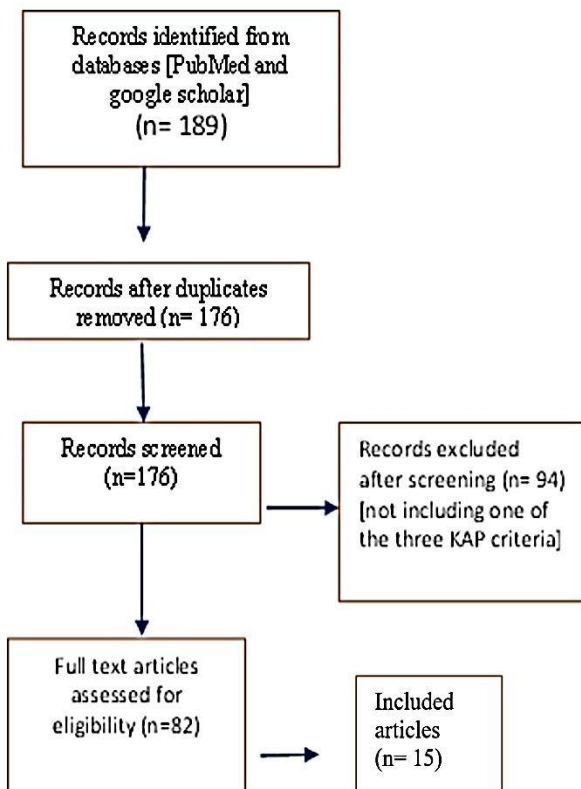 Records identified from
databases [PubMed and
google scholar]
(n= 189)
Records after duplicates
removed (n= 176)
Records screened
(n=176)
Records excluded
after screening (n= 94)
[not including one of
the three KAP criteria]
Full text articles
assessed for
eligibility (n=82)
Included
articles
(n= 15)